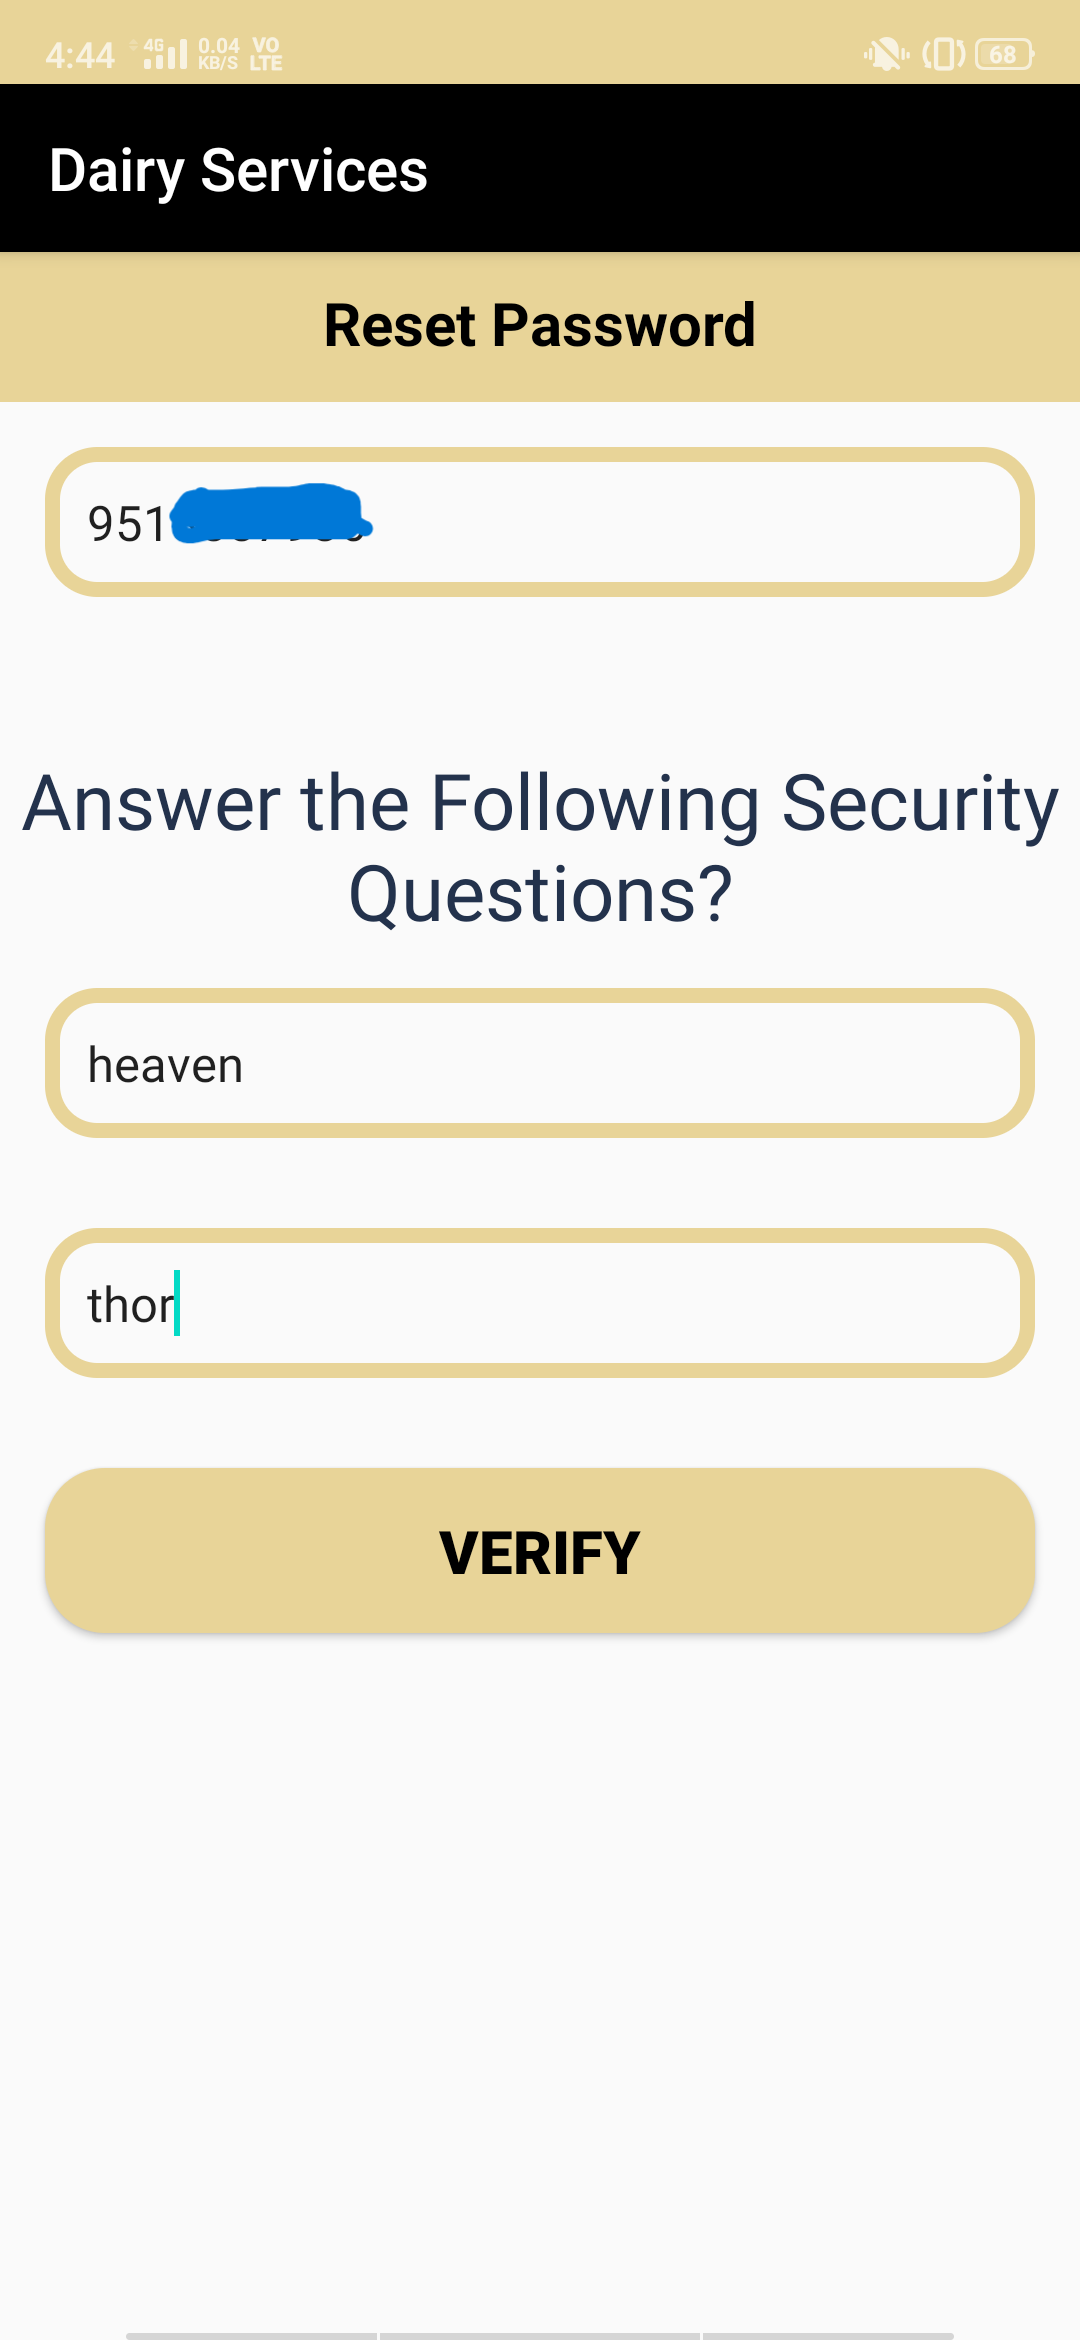 4:44 4G 0.04 KB/S VO LTE 68
Dairy Services
Reset Password
951
Answer the Following Security
Questions?
heaven
thor
VERIFY